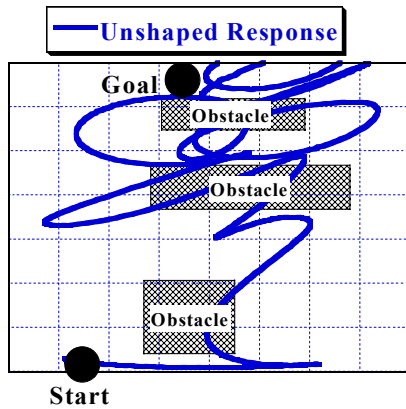 Unshaped Response
Goal
Obstacle
Obstacle
Obstacle
Start